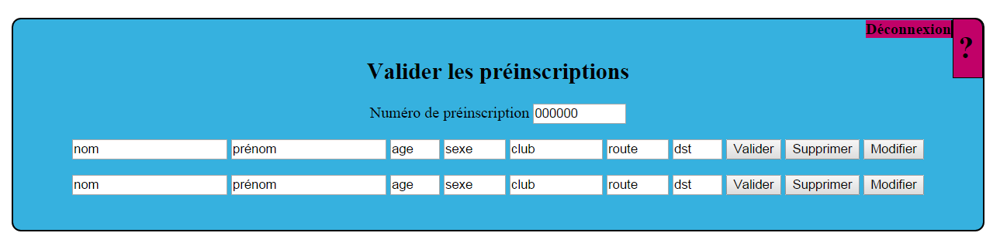 Déconnexion ?
Valider les préinscriptions
Numéro de préinscription 000000
nom prénom age sexe club route dst Valider Supprimer Modifier
nom prénom age sexe club route dst Valider Supprimer Modifier